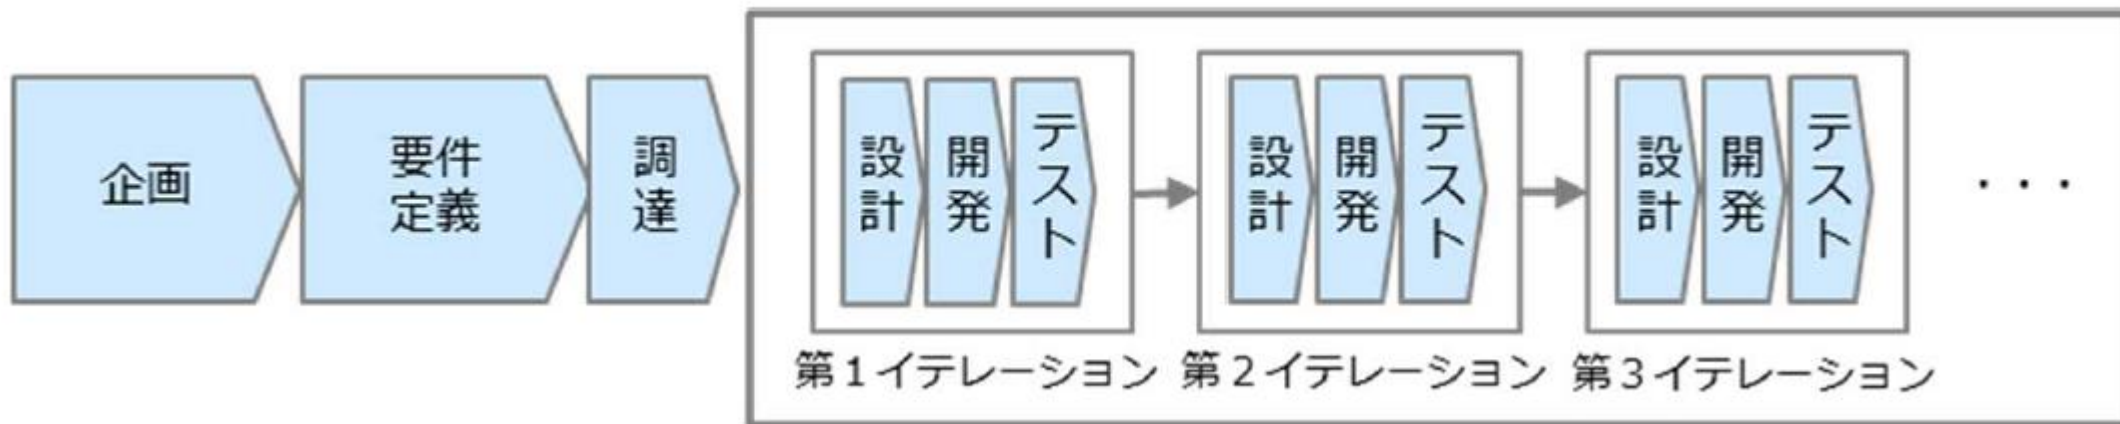 企画
要件
定義
調達
設計
開発
テスト
第1イテレーション
設計
開発
テスト
第2イテレーション
設計
開発
テスト
第3イテレーション
・・・